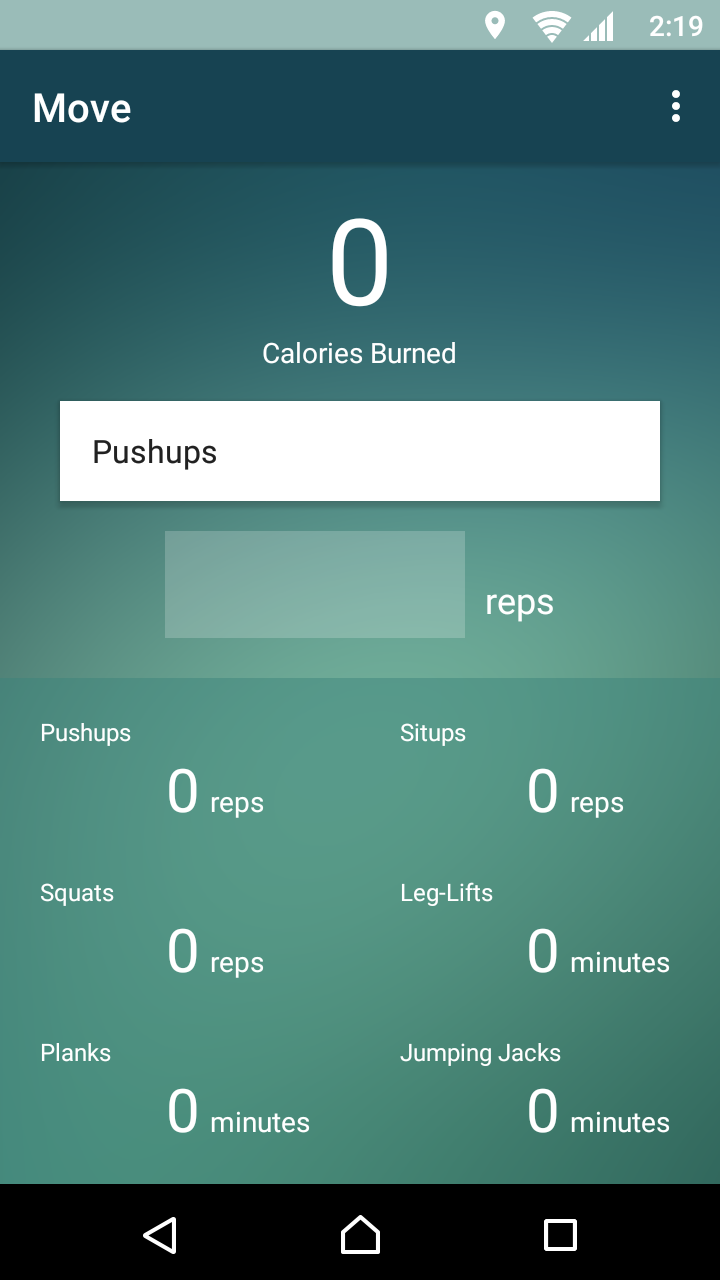 2:19
Move
0
Calories Burned
Pushups
reps
Pushups
0 reps
Situps
0 reps
Squats
0 reps
Leg-Lifts
0 minutes
Planks
0 minutes
Jumping Jacks
0 minutes